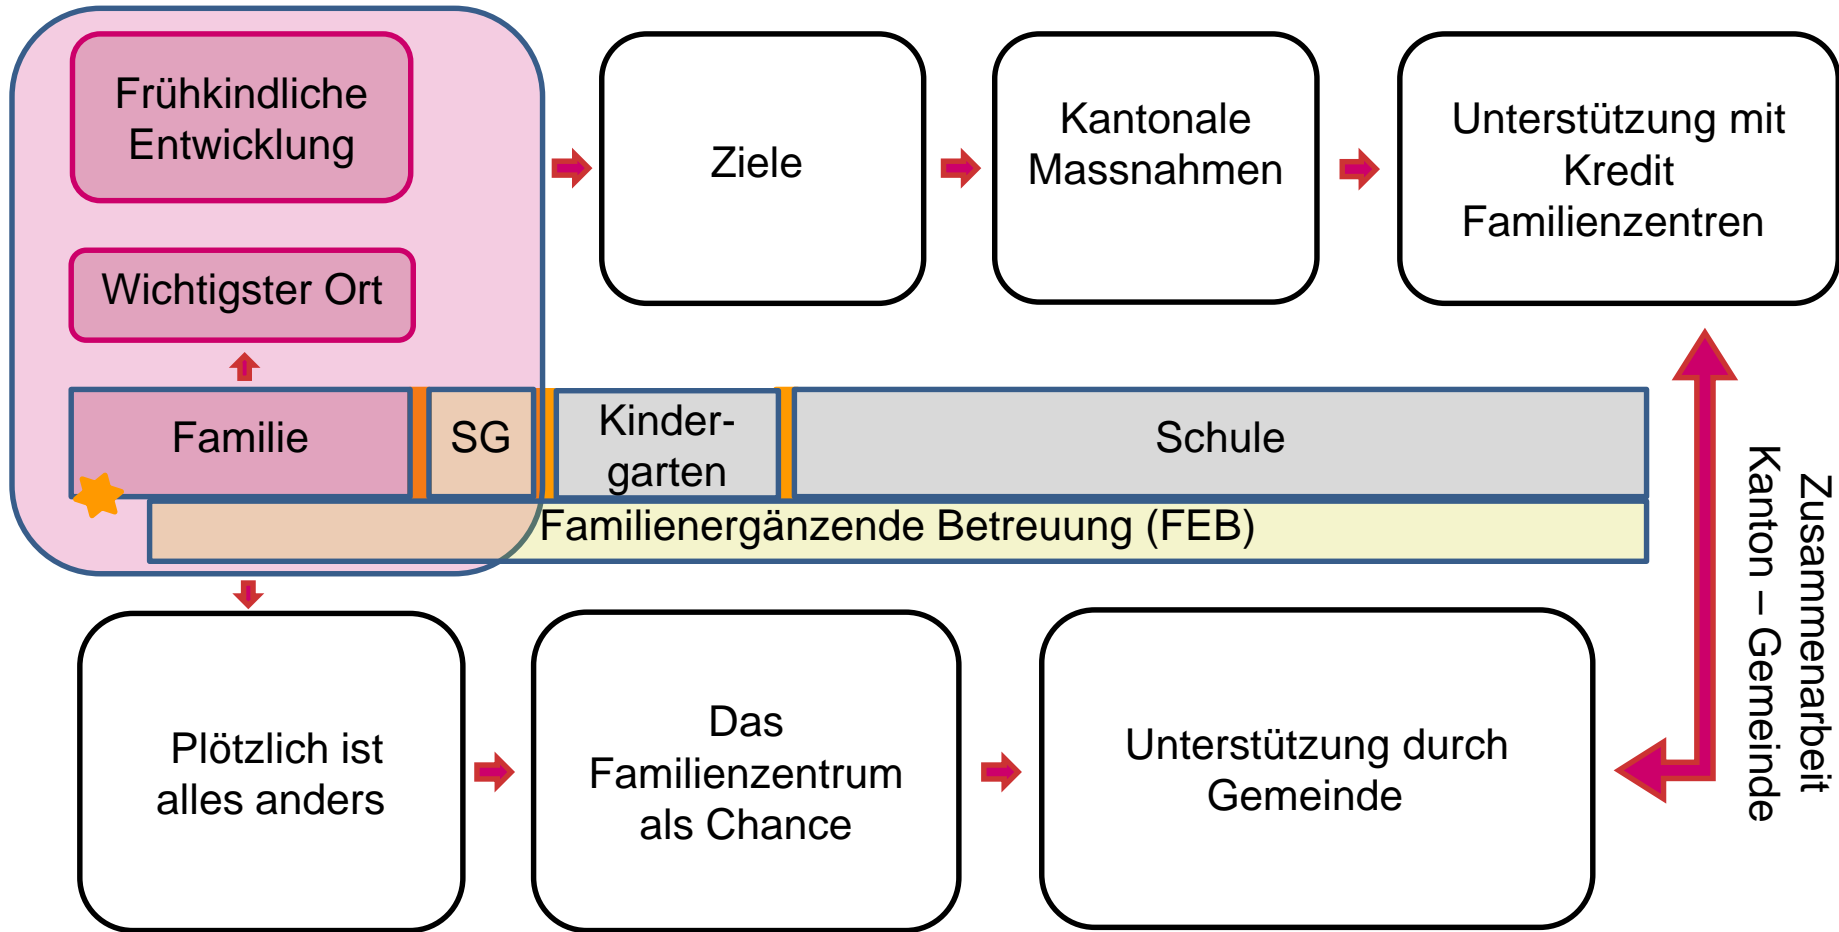 Frühkindliche
Entwicklung
Ziele
Kantonale
Massnahmen
Unterstützung mit
Kredit
Familienzentren
Wichtigster Ort
Familie
SG
Kinder-
garten
Schule
Familienergänzende Betreuung (FEB)
Zusammenarbeit
Kanton – Gemeinde
Plötzlich ist
alles anders
Das
Familienzentrum
als Chance
Unterstützung durch
Gemeinde